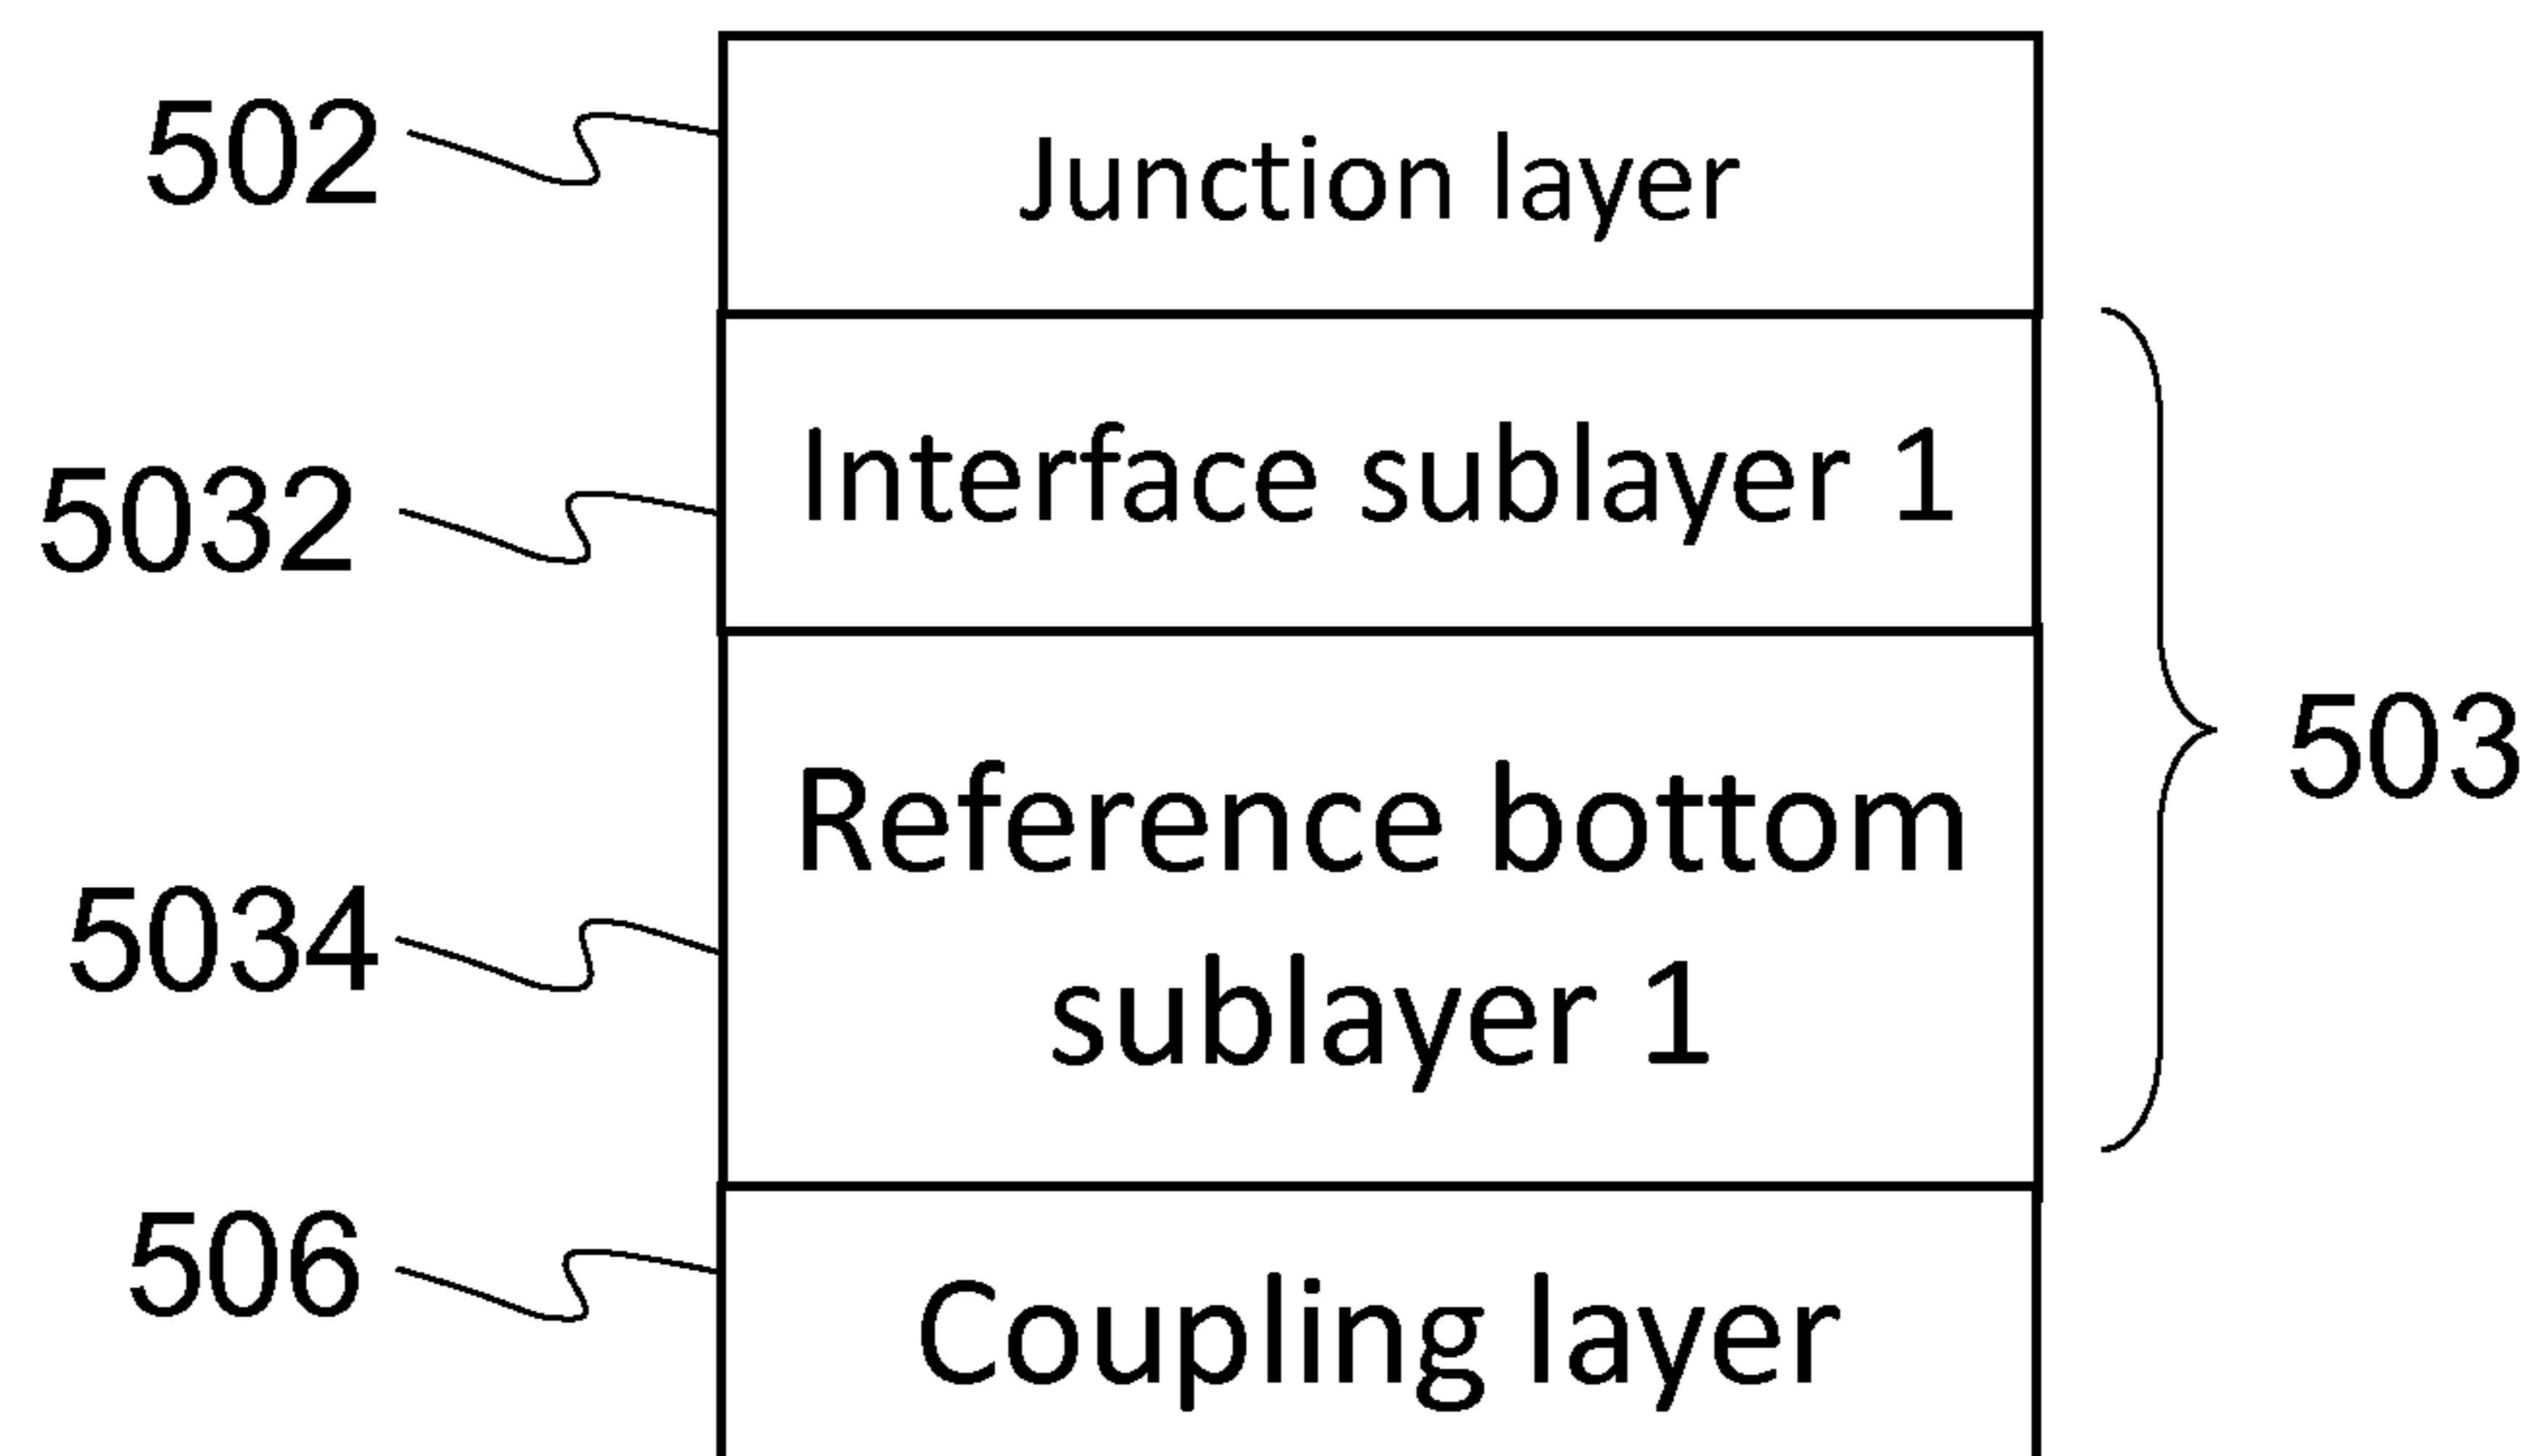 502
Junction layer
5032
Interface sublayer 1
503
5034
Reference bottom
sublayer 1
506
Coupling layer